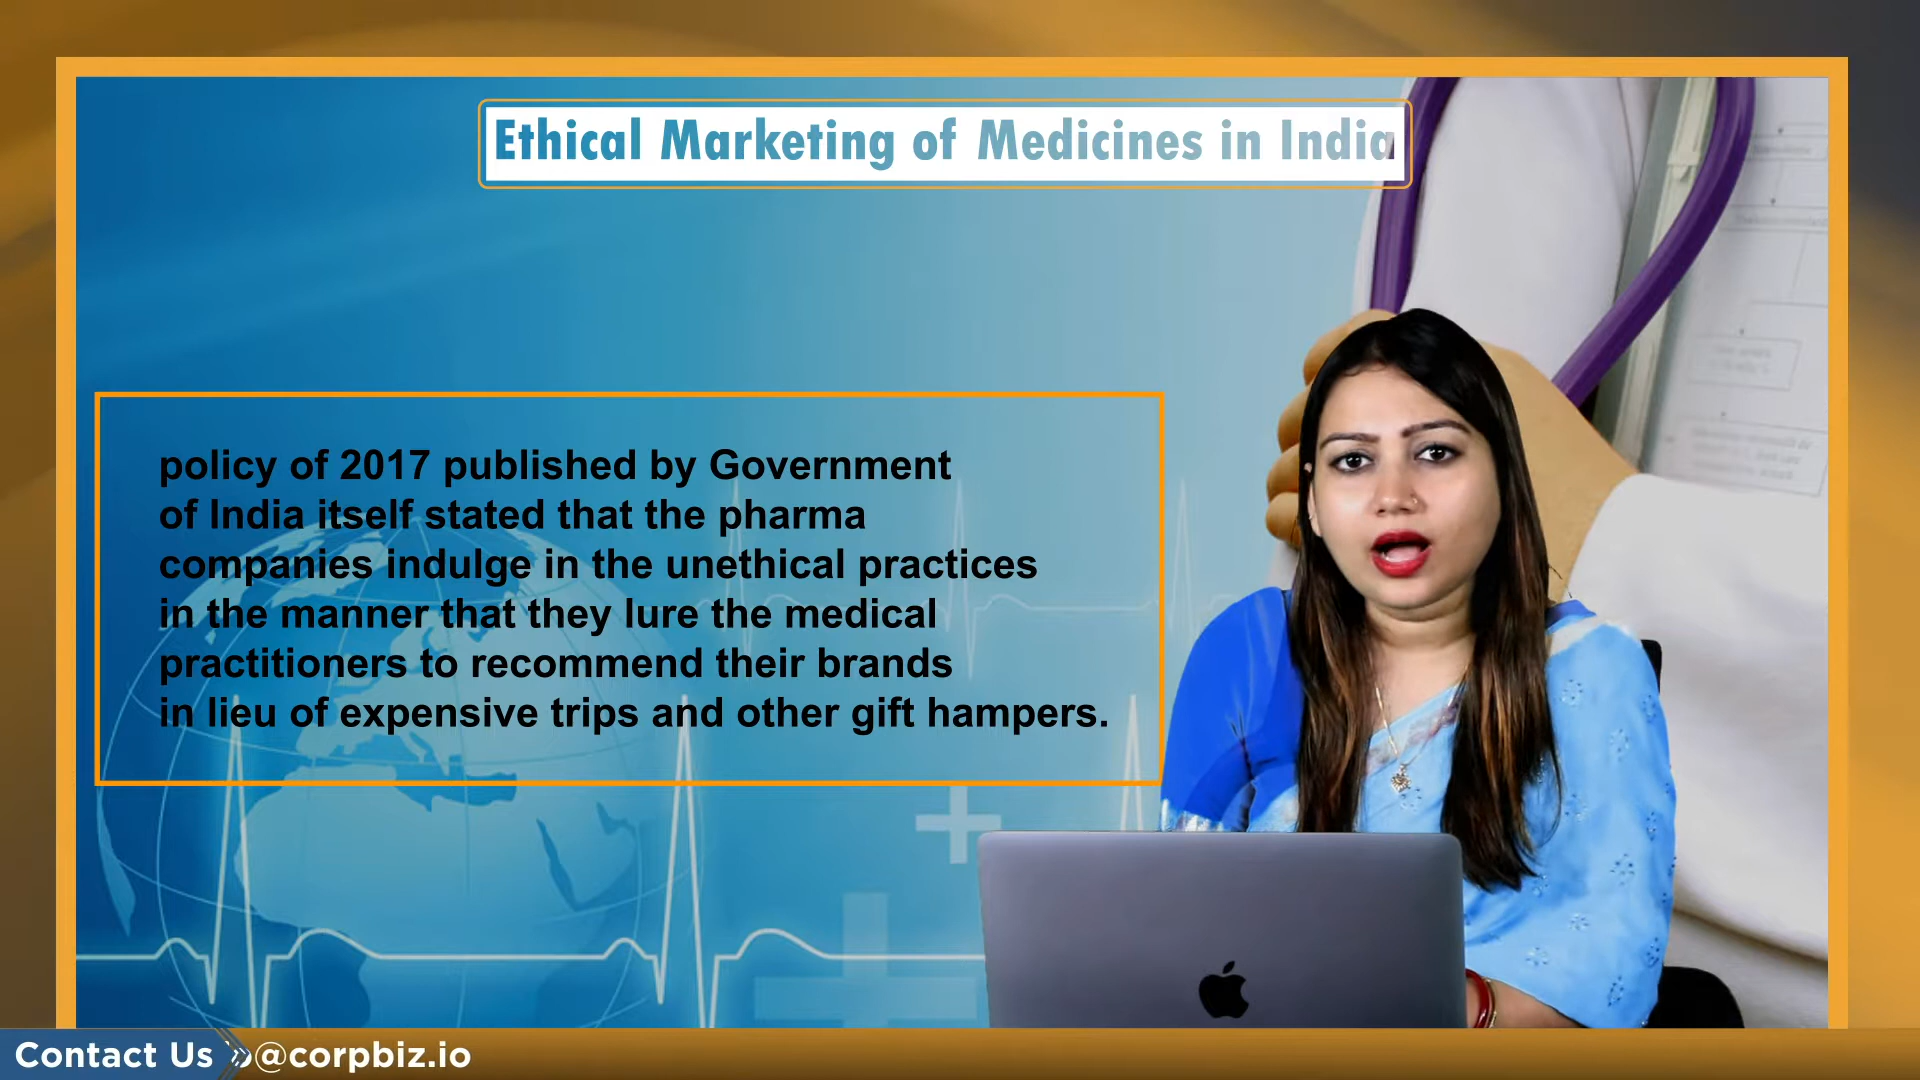 Ethical Marketing of Medicines in India
policy of 2017 published by Government
of India itself stated that the pharma
companies indulge in the unethical practices
in the manner that they lure the medical
practitioners to recommend their brands
in lieu of expensive trips and other gift hampers.
Contact Us
@corpbiz.io